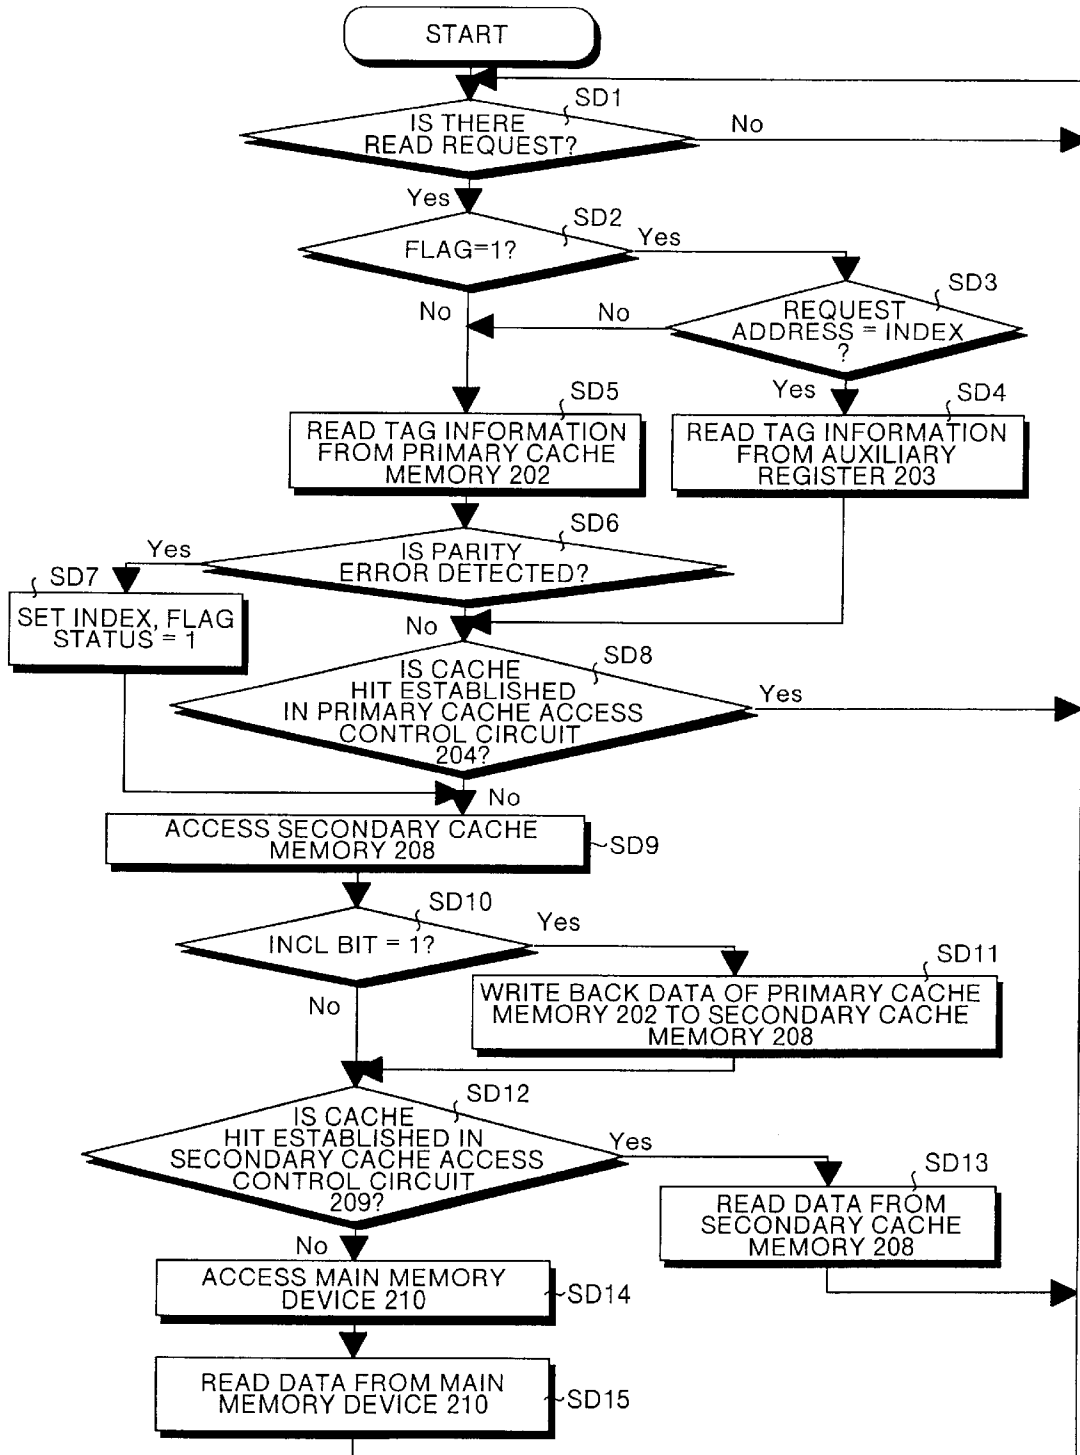 START
SD1
IS THERE
READ REQUEST?
No
Yes
SD2
FLAG=1?
Yes
No
SD3
REQUEST
ADDRESS = INDEX
?
No
Yes
SD5
READ TAG INFORMATION
FROM PRIMARY CACHE
MEMORY 202
SD4
READ TAG INFORMATION
FROM AUXILIARY
REGISTER 203
SD6
IS PARITY
ERROR DETECTED?
Yes
No
SD7
SET INDEX, FLAG
STATUS = 1
SD8
IS CACHE
HIT ESTABLISHED
IN PRIMARY CACHE ACCESS
CONTROL CIRCUIT
204?
Yes
No
ACCESS SECONDARY CACHE
MEMORY 208
SD9
SD10
INCL BIT = 1?
Yes
No
SD11
WRITE BACK DATA OF PRIMARY CACHE
MEMORY 202 TO SECONDARY CACHE
MEMORY 208
SD12
IS CACHE
HIT ESTABLISHED IN
SECONDARY CACHE ACCESS
CONTROL CIRCUIT
209?
Yes
No
SD13
READ DATA FROM
SECONDARY CACHE
MEMORY 208
ACCESS MAIN MEMORY
DEVICE 210
SD14
READ DATA FROM MAIN
MEMORY DEVICE 210
SD15